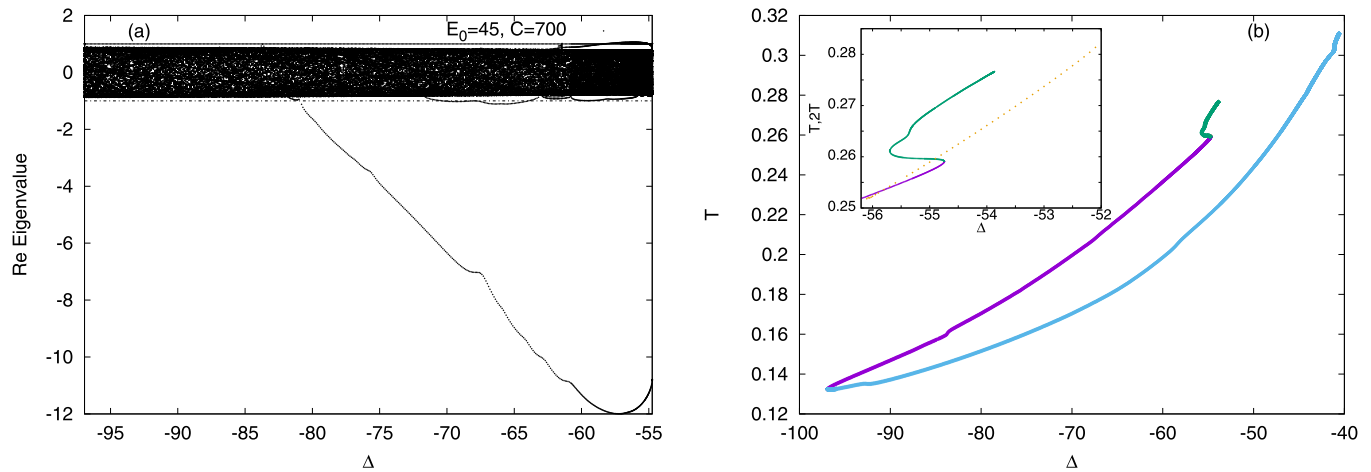 (a)
E0=45, C=700
Re Eigenvalue
2
0
-2
-4
-6
-8
-10
-12
-95 -90 -85 -80 -75 -70 -65 -60 -55
Δ
(b)
T
0.32
0.3
0.28
0.26
0.24
0.22
0.2
0.18
0.16
0.14
0.12
-100 -90 -80 -70 -60 -50 -40
Δ
T,2T
0.28
0.27
0.26
0.25
-56 -55 -54 -53 -52
Δ